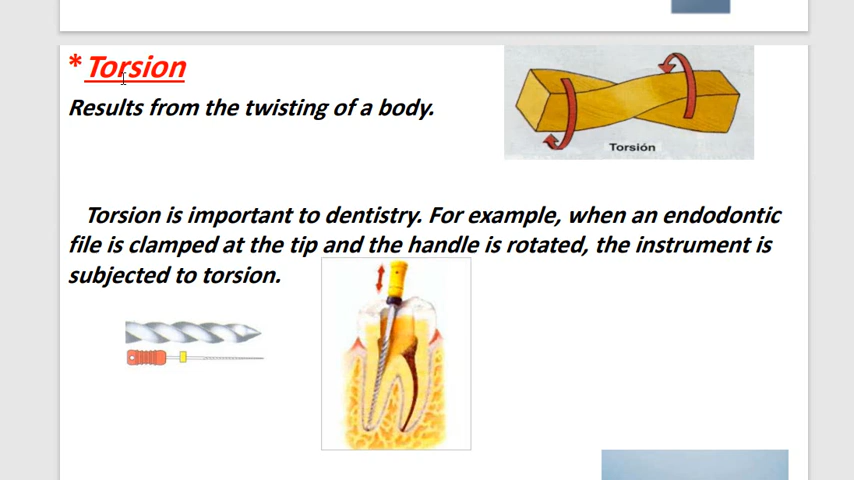 * Torsion
Results from the twisting of a body.
Torsión
Torsion is important to dentistry. For example, when an endodontic
file is clamped at the tip and the handle is rotated, the instrument is
subjected to torsion.